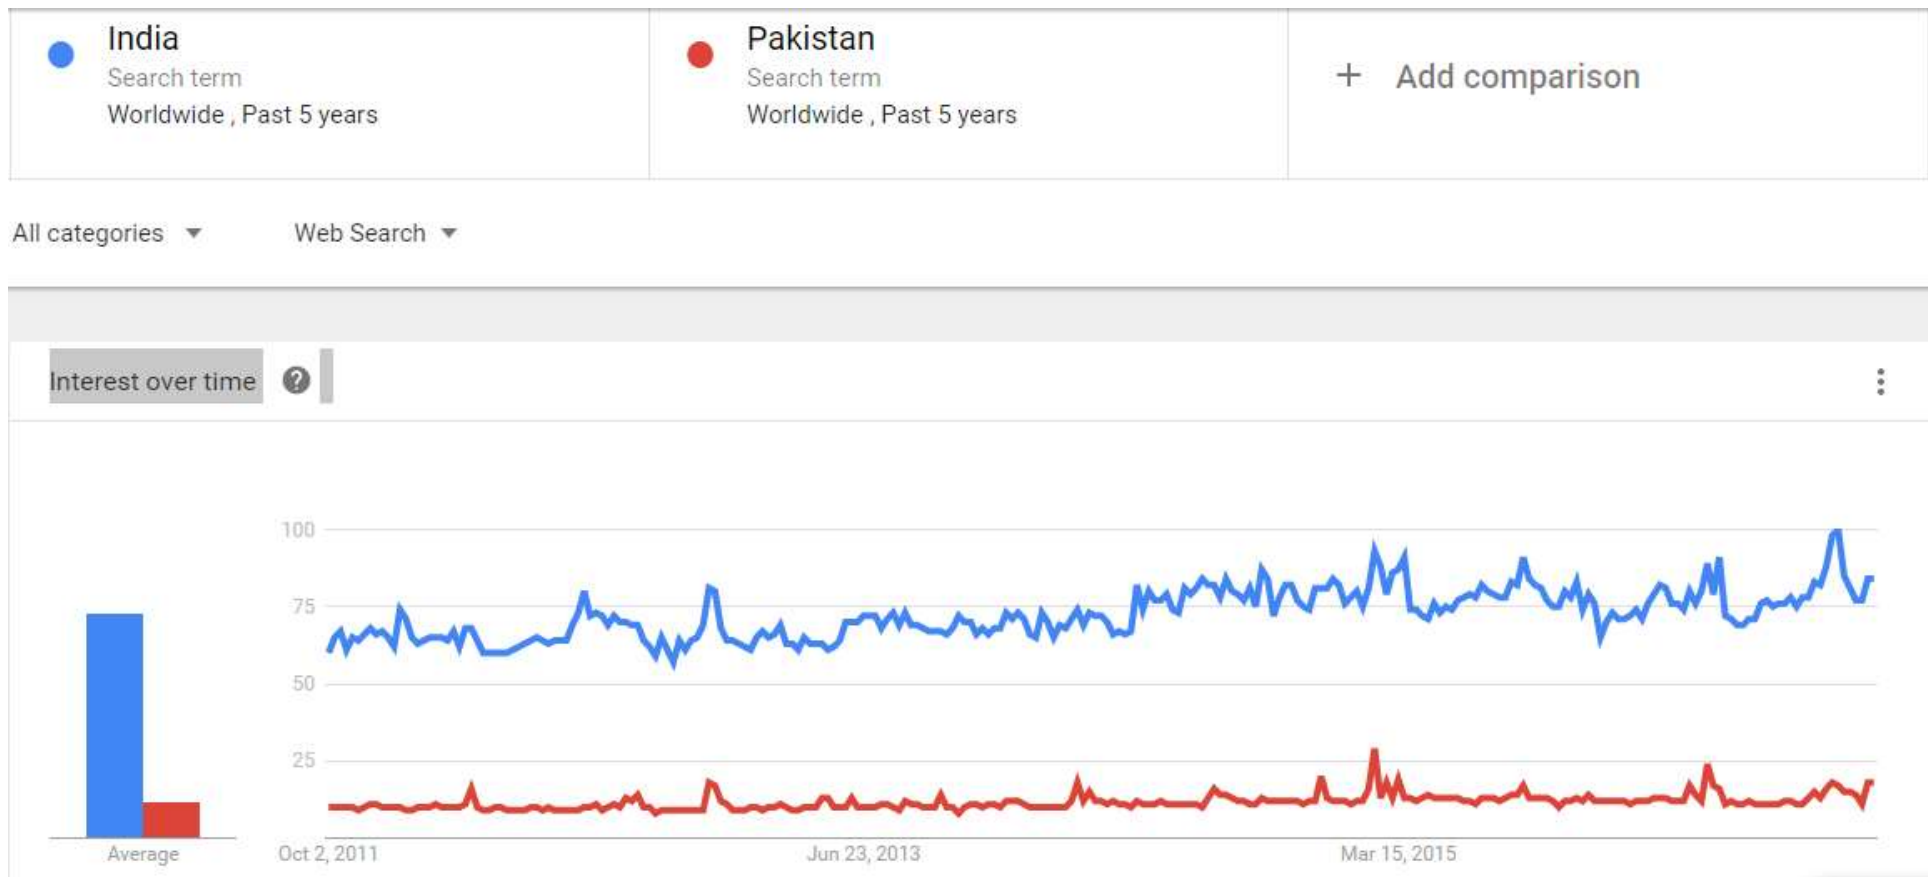 India
Search term
Worldwide , Past 5 years
Pakistan
Search term
Worldwide , Past 5 years
+ Add comparison
All categories
Web Search
Interest over time ?
100
75
50
25
Average
Oct 2, 2011
Jun 23, 2013
Mar 15, 2015